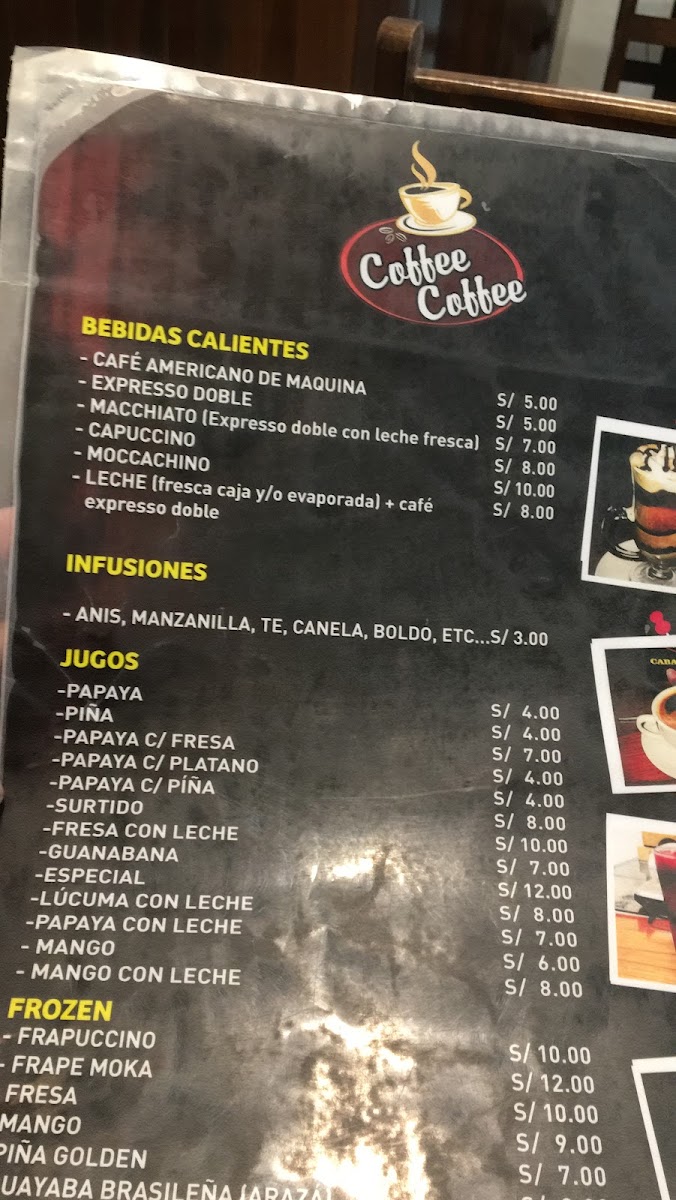 Coffee
Coffee
BEBIDAS CALIENTES
- CAFÉ AMERICANO DE MAQUINA S/ 5.00
- EXPRESSO DOBLE S/ 5.00
- MACCHIATO (Expresso doble con leche fresca) S/ 7.00
- CAPUCCINO S/ 8.00
- MOCCACHINO S/ 10.00
- LECHE (fresca caja y/o evaporada) + café S/ 8.00
expresso doble
INFUSIONES
- ANIS, MANZANILLA, TE, CANELA, BOLDO, ETC...S/ 3.00
JUGOS
-PAPAYA S/ 4.00
-PIÑA S/ 4.00
-PAPAYA C/ FRESA S/ 7.00
-PAPAYA C/ PLATANO S/ 4.00
-PAPAYA C/ PÍÑA S/ 4.00
-SURTIDO S/ 8.00
-FRESA CON LECHE S/ 10.00
-GUANABANA S/ 7.00
-ESPECIAL S/ 12.00
-LÚCUMA CON LECHE S/ 8.00
-PAPAYA CON LECHE S/ 7.00
- MANGO S/ 6.00
- MANGO CON LECHE S/ 8.00
FROZEN
- FRAPUCCINO S/ 10.00
- FRAPE MOKA S/ 12.00
FRESA S/ 10.00
MANGO S/ 9.00
PIÑA GOLDEN S/ 7.00
UAYABA BRASILEÑA (ARAZÁ)
CABA